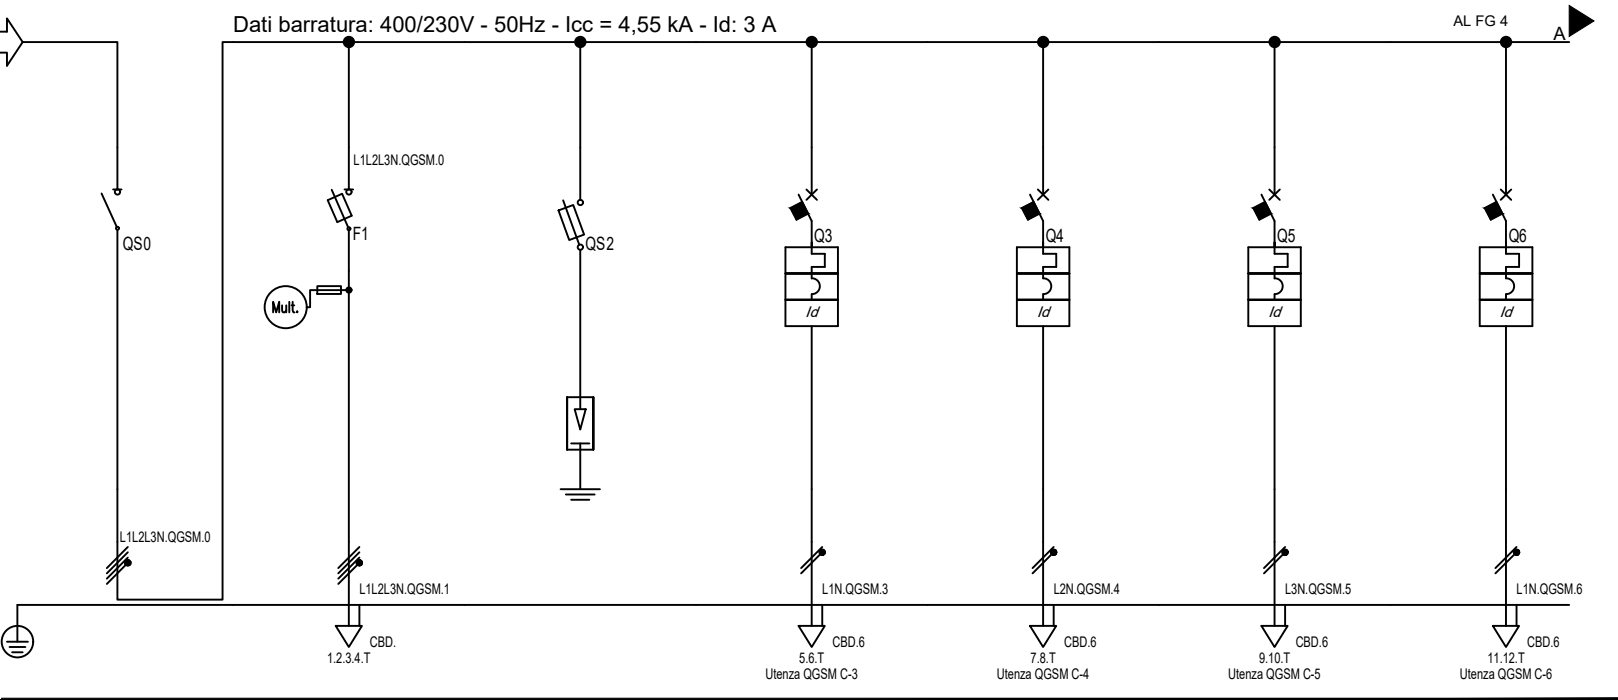 Dati barratura: 400/230V - 50Hz - Icc = 4,55 kA - Id: 3 A
AL FG 4
A
L1L2L3N.QGSM.0
QS0
F1
QS2
Q3
Q4
Q5
Q6
Mult.
Id
Id
Id
Id
L1L2L3N.QGSM.0
L1L2L3N.QGSM.1
L1N.QGSM.3
L2N.QGSM.4
L3N.QGSM.5
L1N.QGSM.6
CBD.
CBD.6
CBD.6
CBD.6
CBD.6
1.2.3.4.T
5.6.T
7.8.T
9.10.T
11.12.T
Utenza QGSM C-3
Utenza QGSM C-4
Utenza QGSM C-5
Utenza QGSM C-6